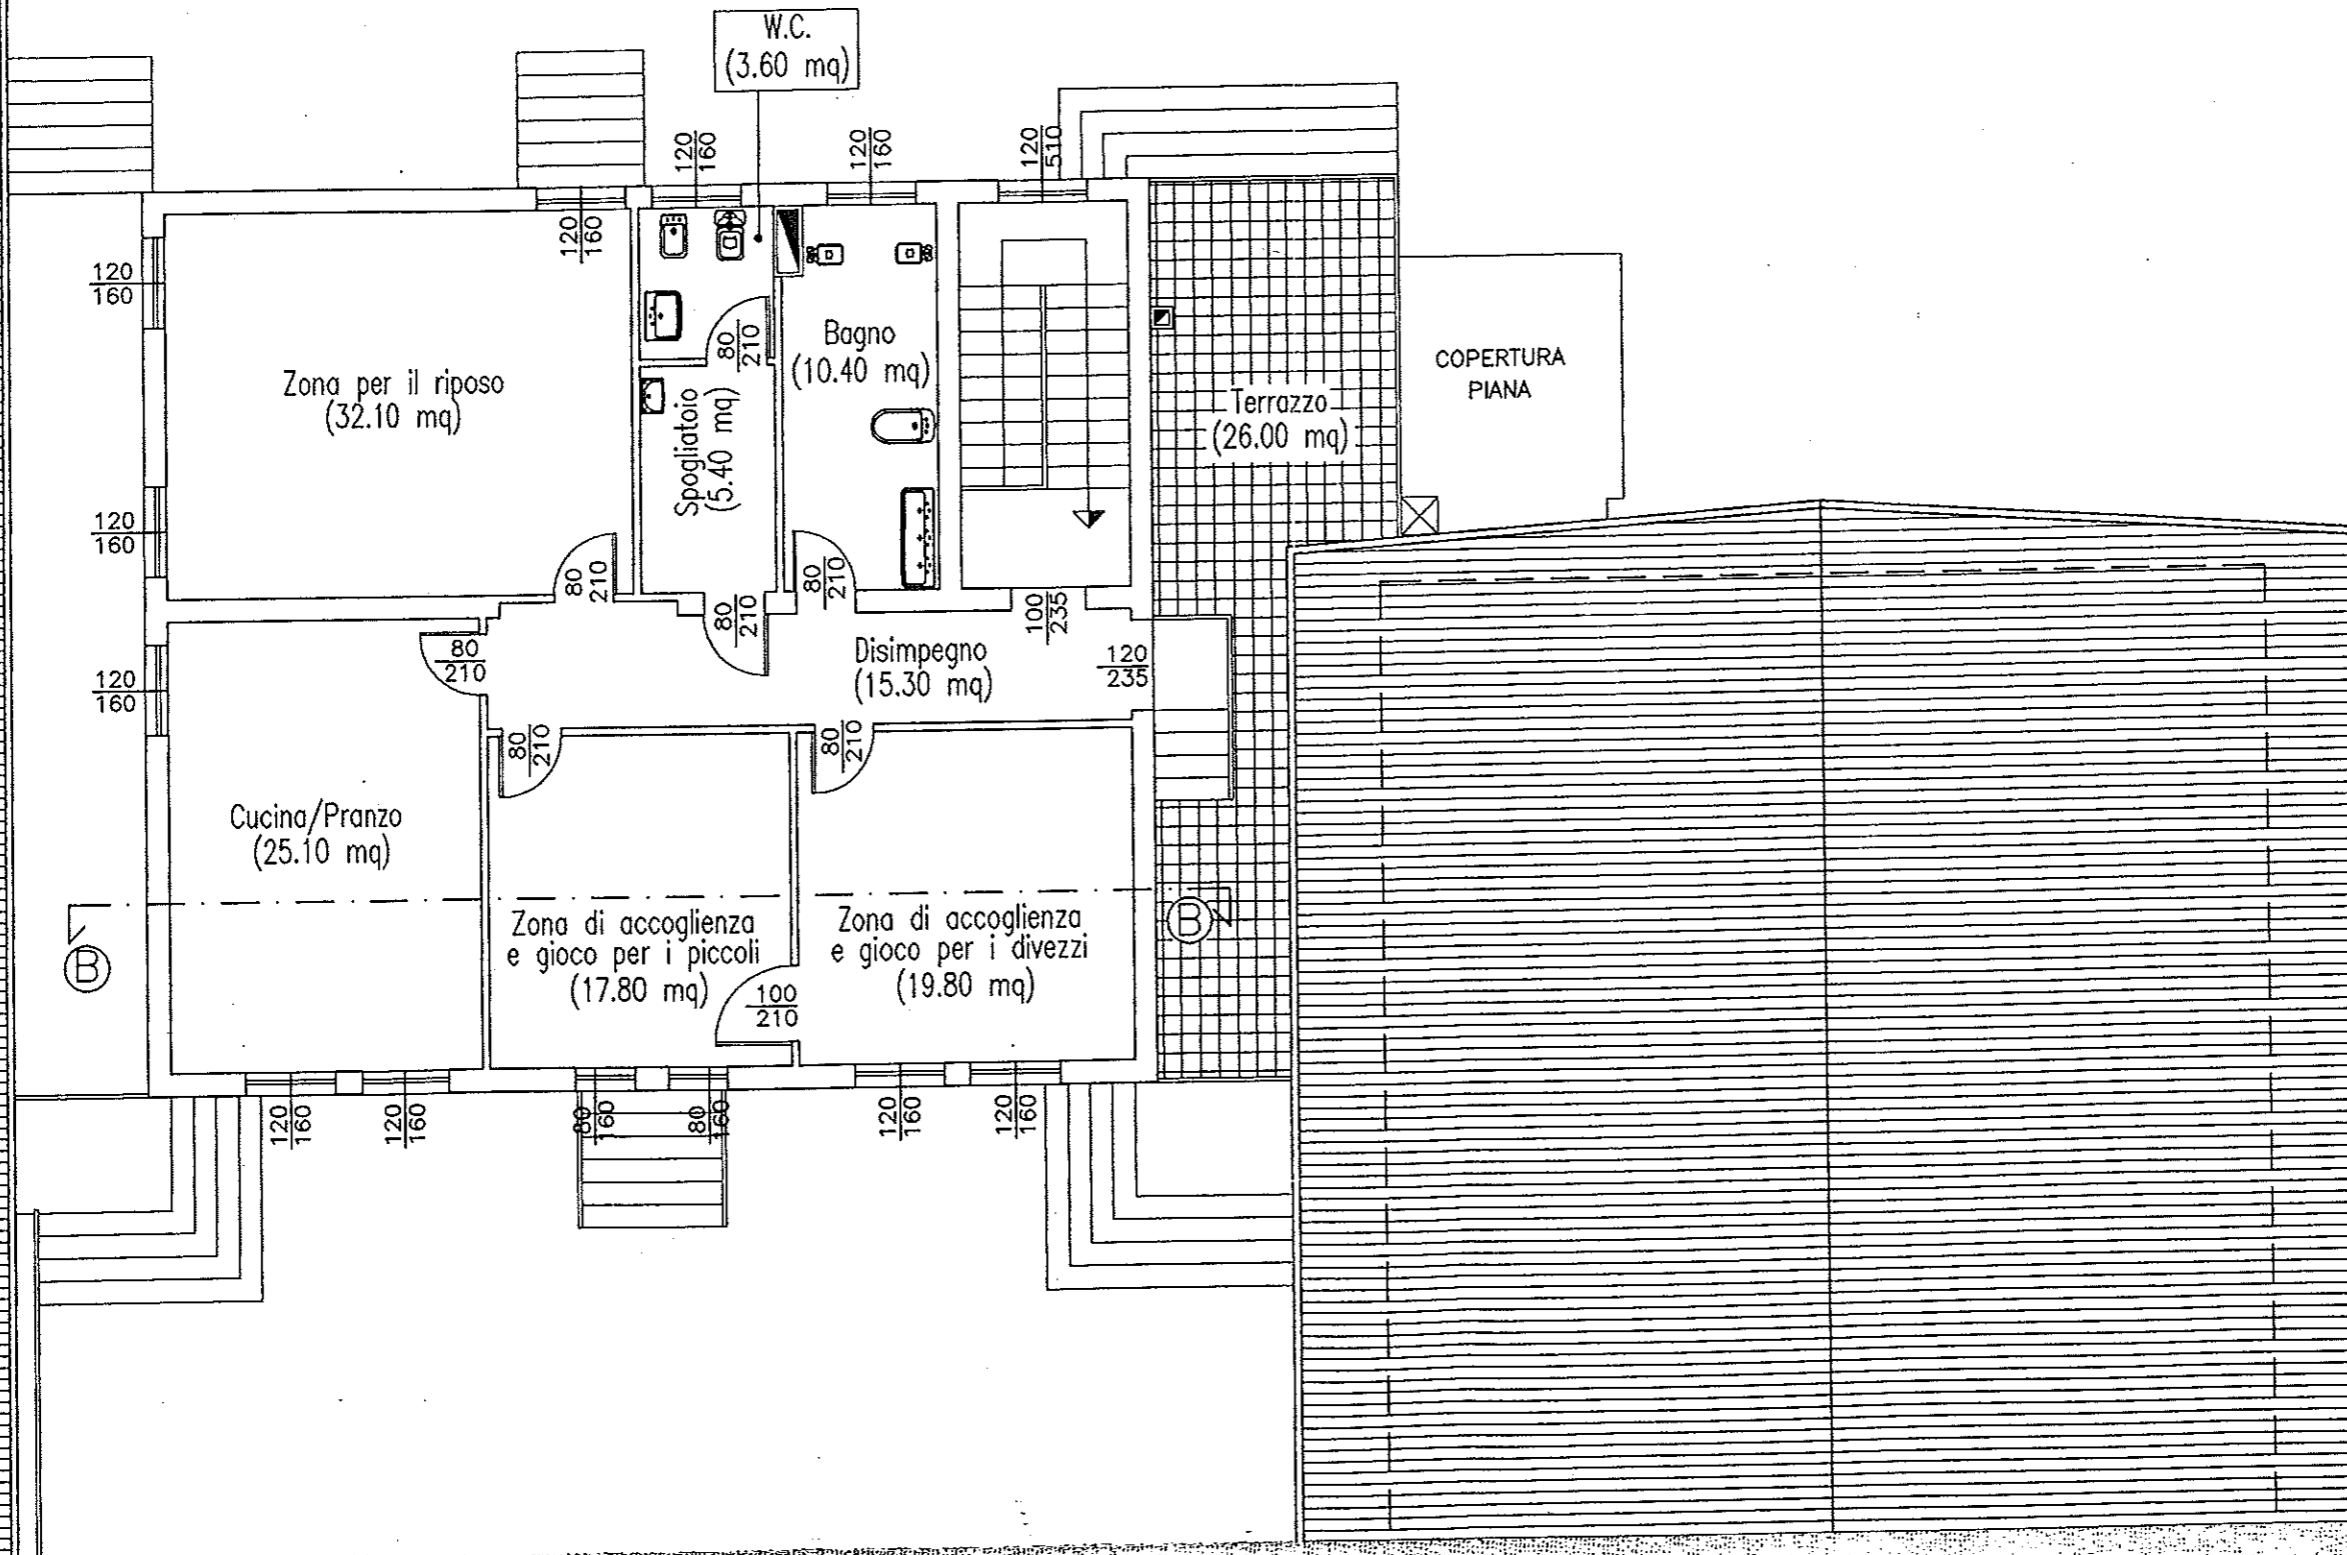 W.C.
(3.60 mq)
120
160
120
160
120
510
120
160
120
160
80
210
Bagno
(10.40 mq)
Zona per il riposo
(32.10 mq)
Spogliatoio
(5.40 mq)
Terrazzo
(26.00 mq)
COPERTURA
PIANA
120
160
80
210
80
210
80
210
100
235
80
210
Disimpegno
(15.30 mq)
120
235
120
160
80
210
80
210
Cucina/Pranzo
(25.10 mq)
Zona di accoglienza
e gioco per i piccoli
(17.80 mq)
Zona di accoglienza
e gioco per i divezzi
(19.80 mq)
B
B
100
210
120
160
120
160
80
160
80
160
120
160
120
160